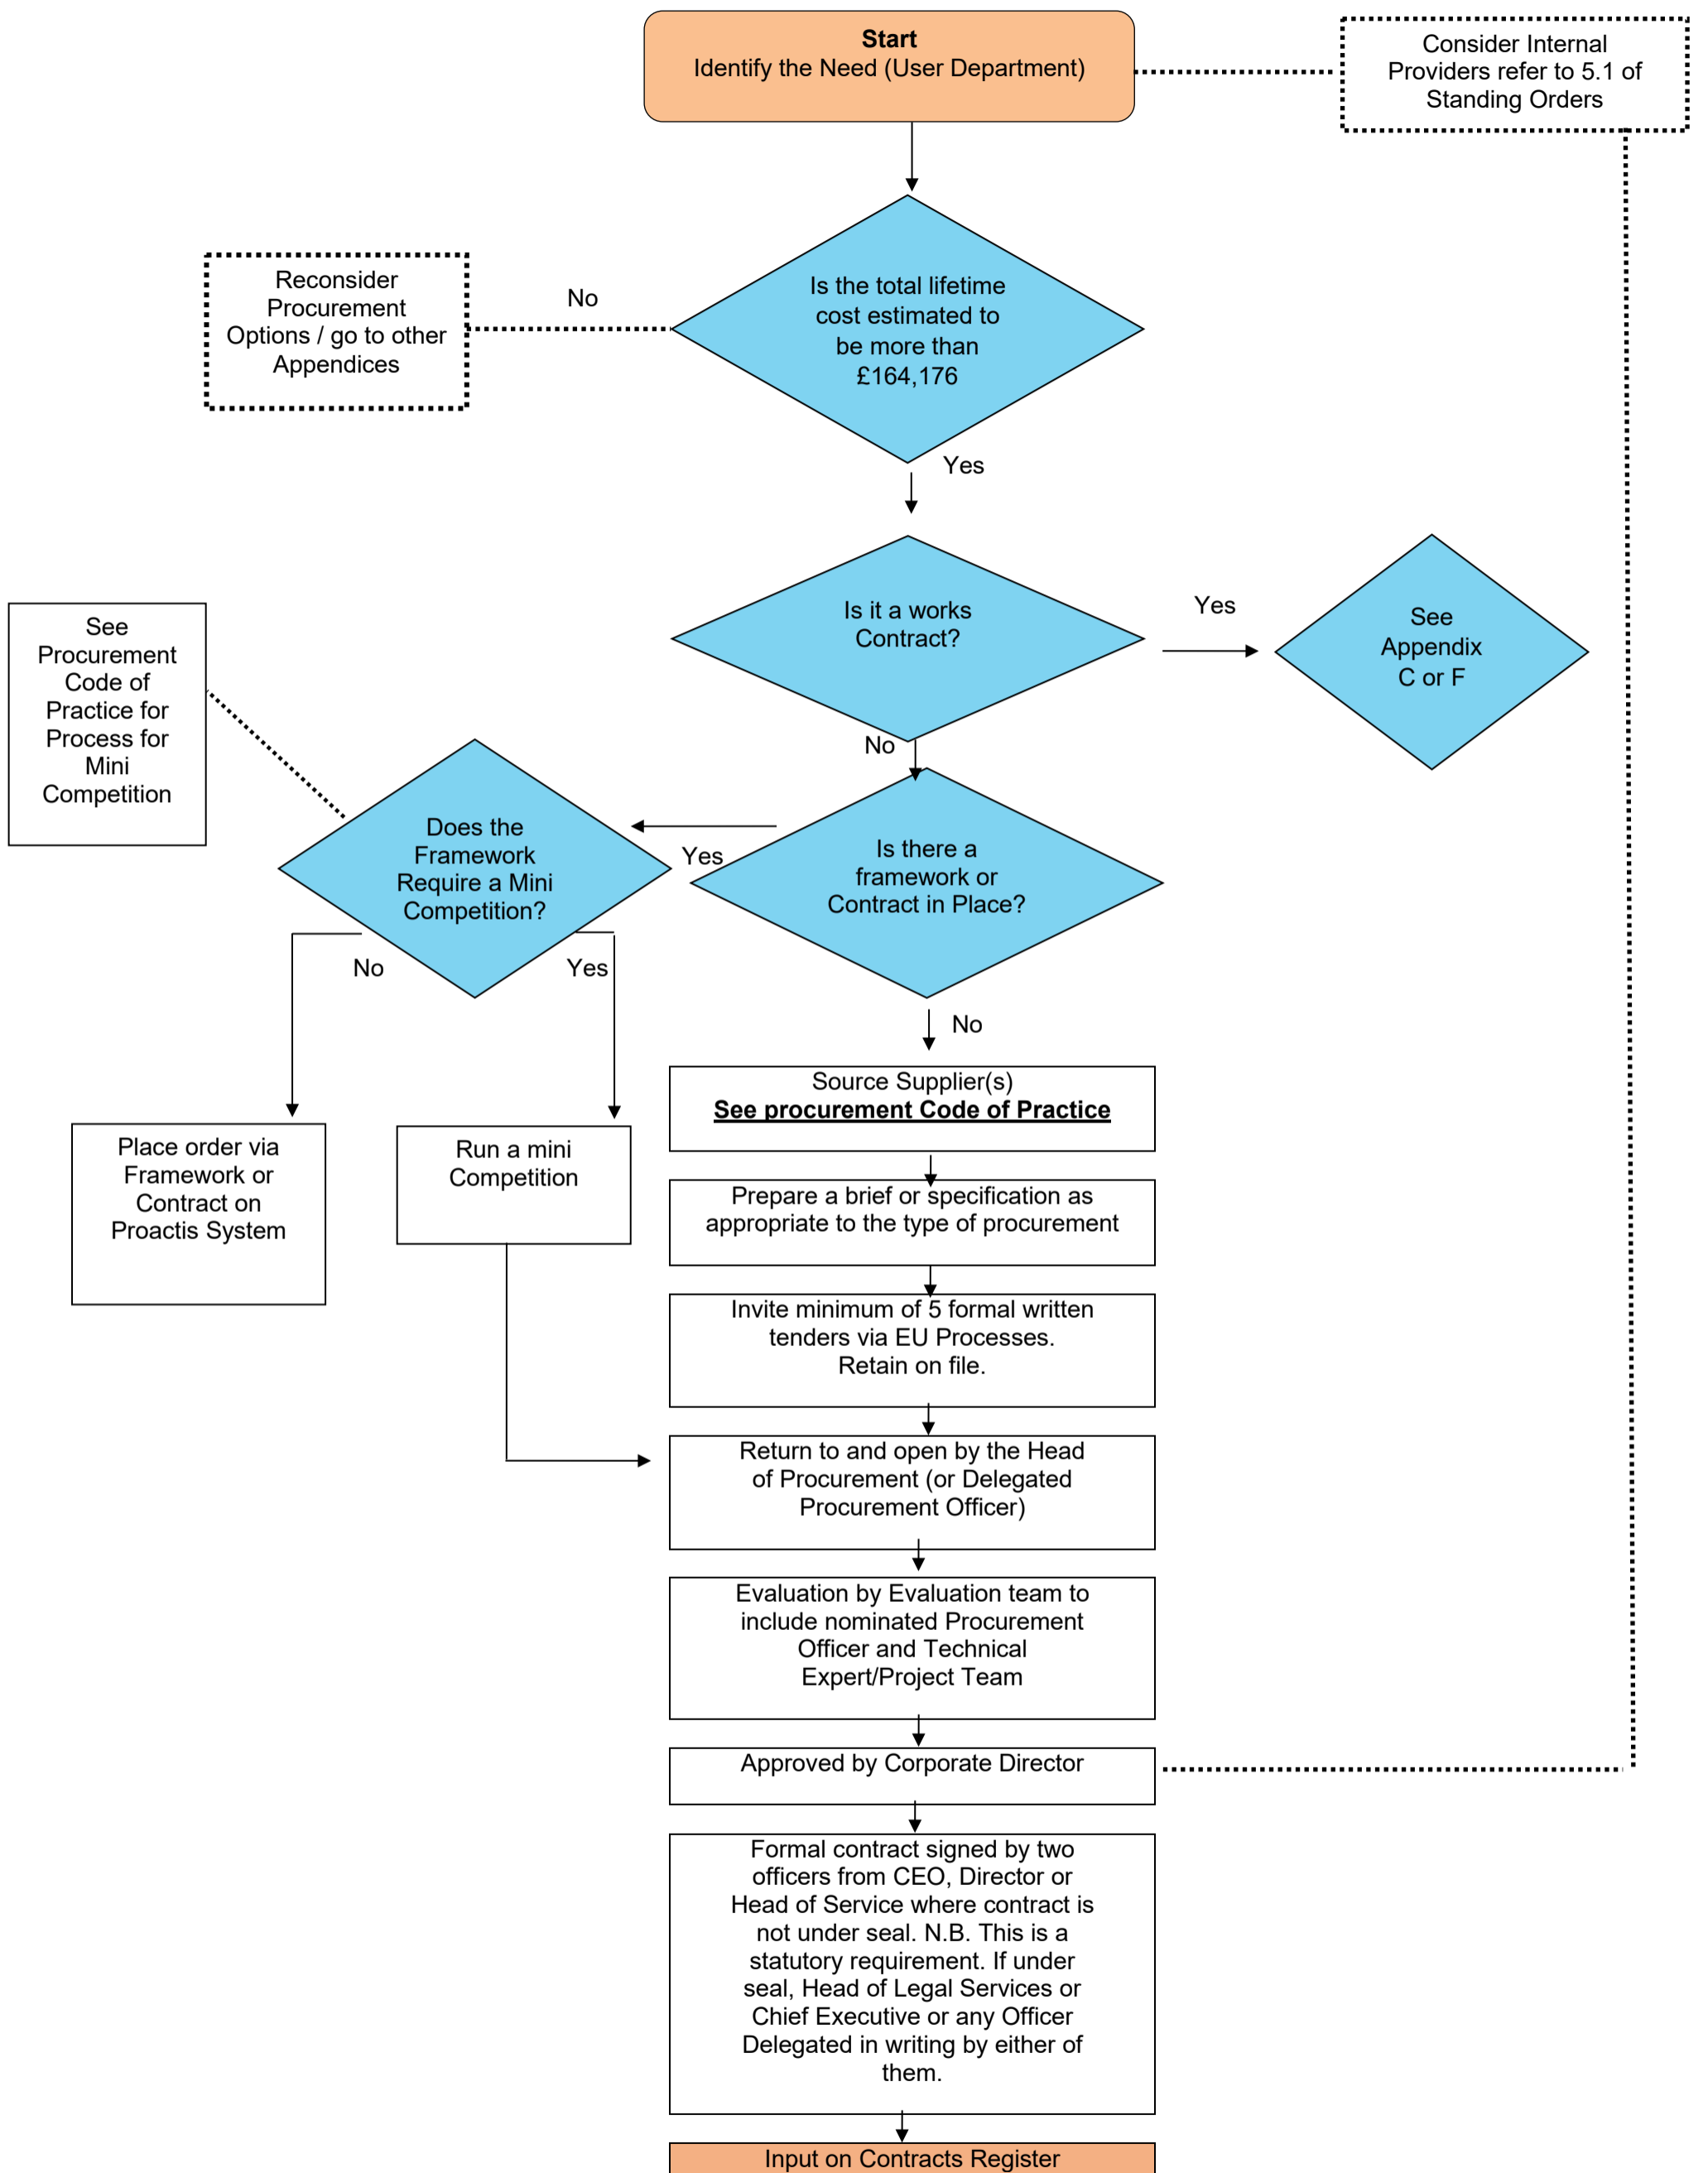 Start
Identify the Need (User Department)
Consider Internal
Providers refer to 5.1 of
Standing Orders
Reconsider
Procurement
Options / go to other
Appendices
No
Is the total lifetime
cost estimated to
be more than
£164,176
Yes
Is it a works
Contract?
Yes
See
Appendix
C or F
No
See
Procurement
Code of
Practice for
Process for
Mini
Competition
Does the
Framework
Require a Mini
Competition?
Yes
Is there a
framework or
Contract in Place?
No
Yes
No
Source Supplier(s)
See procurement Code of Practice
Place order via
Framework or
Contract on
Proactis System
Run a mini
Competition
Prepare a brief or specification as
appropriate to the type of procurement
Invite minimum of 5 formal written
tenders via EU Processes.
Retain on file.
Return to and open by the Head
of Procurement (or Delegated
Procurement Officer)
Evaluation by Evaluation team to
include nominated Procurement
Officer and Technical
Expert/Project Team
Approved by Corporate Director
Formal contract signed by two
officers from CEO, Director or
Head of Service where contract is
not under seal. N.B. This is a
statutory requirement. If under
seal, Head of Legal Services or
Chief Executive or any Officer
Delegated in writing by either of
them.
Input on Contracts Register